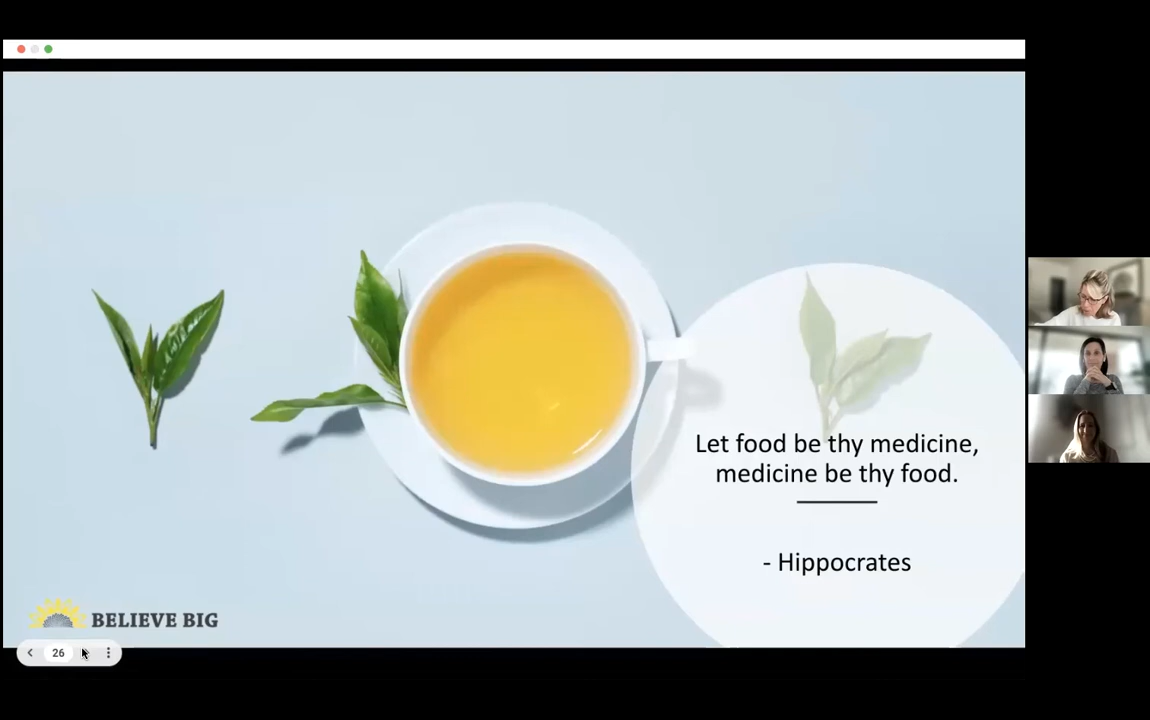 Let food be thy medicine,
medicine be thy food.
- Hippocrates
BELIEVE BIG
26